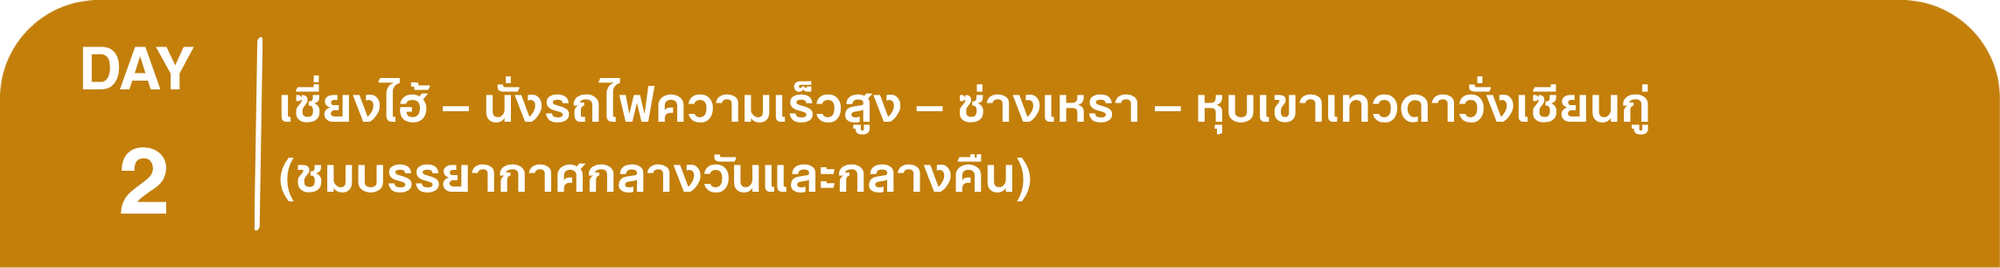 DAY
2
เซี่ยงไฮ้ – นั่งรถไฟความเร็วสูง – ซ่างเหรา – หุบเขาเทวดาวั่งเซียนกู่
(ชมบรรยากาศกลางวันและกลางคืน)